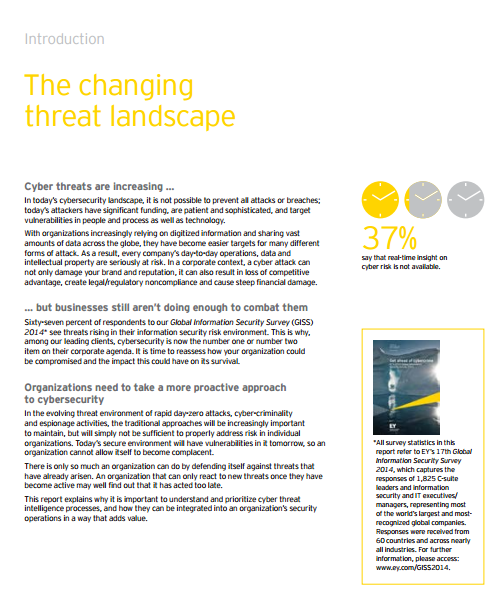 Introduction
The changing
threat landscape
Cyber threats are increasing ...
In today's cybersecurity landscape, it is not possible to prevent all attacks or breaches;
today's attackers have significant funding, are patient and sophisticated, and target
vulnerabilities in people and process as well as technology.
With organizations increasingly relying on digitized information and sharing vast
amounts of data across the globe, they have become easier targets for many different
forms of attack. As a result, every company's day-to-day operations, data and
intellectual property are seriously at risk. In a corporate context, a cyber attack can
not only damage your brand and reputation, it can also result in loss of competitive
advantage, create legal/regulatory noncompliance and cause steep financial damage.
... but businesses still aren't doing enough to combat them
Sixty-seven percent of respondents to our Global Information Security Survey (GISS)
2014* see threats rising in their information security risk environment. This is why,
among our leading clients, cybersecurity is now the number one or number two
item on their corporate agenda. It is time to reassess how your organization could
be compromised and the impact this could have on its survival.
Organizations need to take a more proactive approach
to cybersecurity
In the evolving threat environment of rapid day-zero attacks, cyber-criminality
and espionage activities, the traditional approaches will be increasingly important
to maintain, but will simply not be sufficient to properly address risk in individual
organizations. Today's secure environment will have vulnerabilities in it tomorrow, so an
organization cannot allow itself to become complacent.
There is only so much an organization can do by defending itself against threats that
have already arisen. An organization that can only react to new threats once they have
become active may well find out that it has acted too late.
This report explains why it is important to understand and prioritize cyber threat
intelligence processes, and how they can be integrated into an organization's security
operations in a way that adds value.
37%
say that real-time insight on
cyber risk is not available.
EY
*All survey statistics in this
report refer to EY's 17th Global
Information Security Survey
2014, which captures the
responses of 1,825 C-suite
leaders and information
security and IT executives/
managers, representing most
of the world's largest and most-
recognized global companies.
Responses were received from
60 countries and across nearly
all industries. For further
information, please access:
www.ey.com/GISS2014.